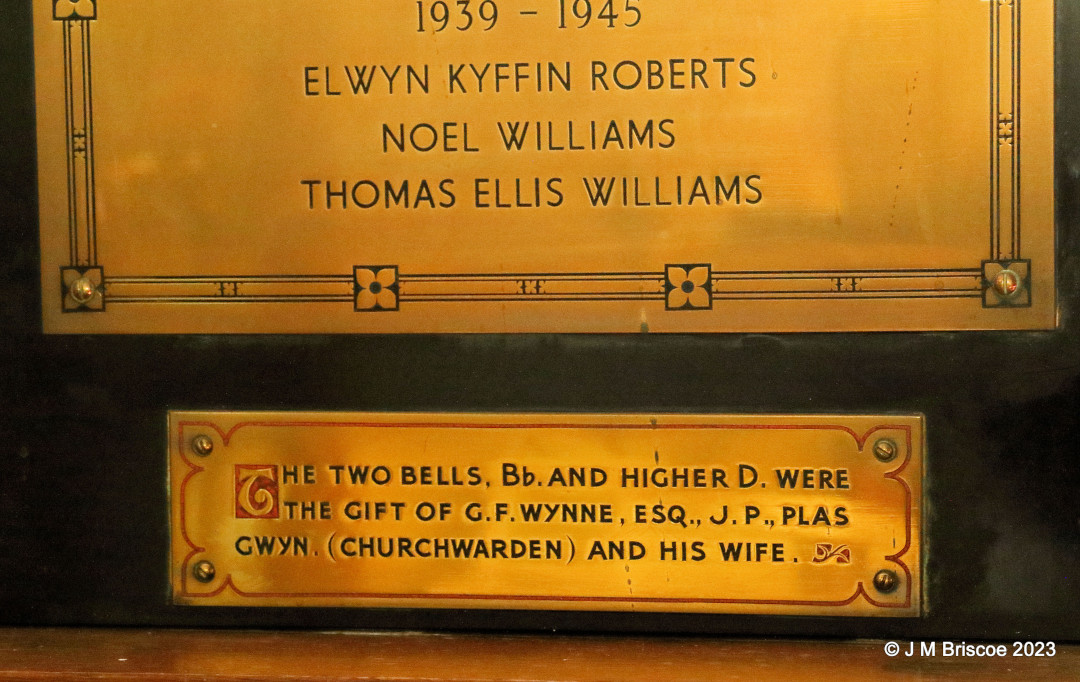 1939 – 1945
ELWYN KYFFIN ROBERTS
NOEL WILLIAMS
THOMAS ELLIS WILLIAMS
THE TWO BELLS, Bb. AND HIGHER D. WERE
THE GIFT OF G.F. WYNNE, ESQ., J. P., PLAS
GWYN. (CHURCHWARDEN) AND HIS WIFE.
© J M Briscoe 2023